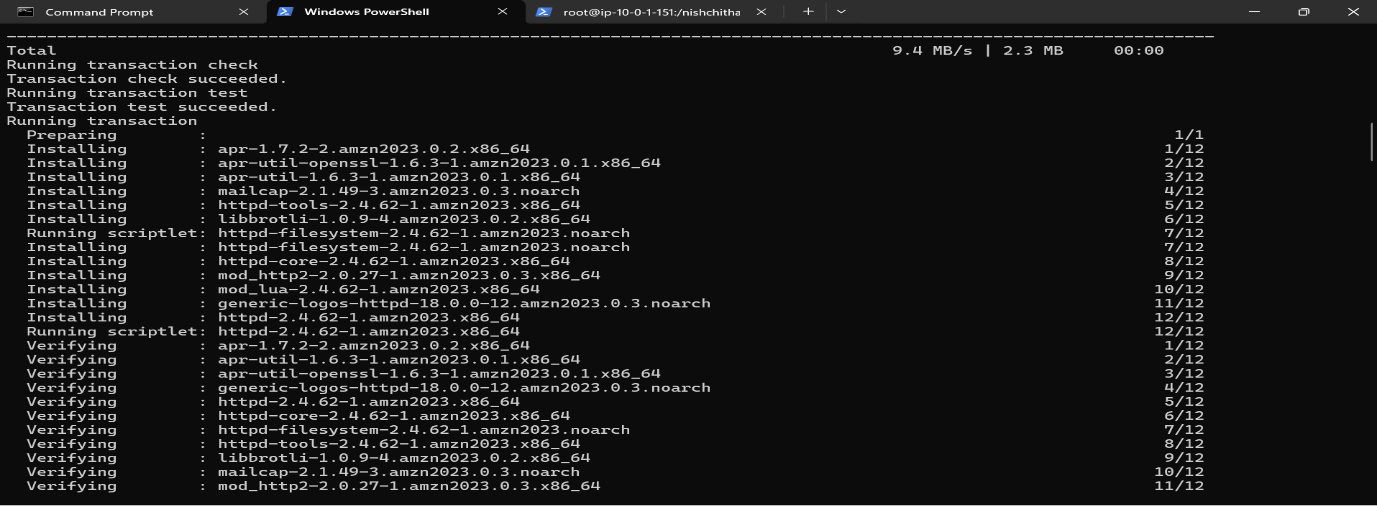 Command Prompt Windows PowerShell root@ip-10-0-1-151:/nishchitha
------------------------------------------------------------------------------------------------------------------------
Total 9.4 MB/s | 2.3 MB 00:00
Running transaction check
Transaction check succeeded.
Running transaction test
Transaction test succeeded.
Running transaction
Preparing : 1/1
Installing : apr-1.7.2-2.amzn2023.0.2.x86_64 1/12
Installing : apr-util-openssl-1.6.3-1.amzn2023.0.1.x86_64 2/12
Installing : apr-util-1.6.3-1.amzn2023.0.1.x86_64 3/12
Installing : mailcap-2.1.49-3.amzn2023.0.3.noarch 4/12
Installing : httpd-tools-2.4.62-1.amzn2023.x86_64 5/12
Installing : libbrotli-1.0.9-4.amzn2023.0.2.x86_64 6/12
Running scriptlet: httpd-filesystem-2.4.62-1.amzn2023.noarch 7/12
Installing : httpd-filesystem-2.4.62-1.amzn2023.noarch 7/12
Installing : httpd-core-2.4.62-1.amzn2023.x86_64 8/12
Installing : mod_http2-2.0.27-1.amzn2023.0.3.x86_64 9/12
Installing : mod_lua-2.4.62-1.amzn2023.x86_64 10/12
Installing : generic-logos-httpd-18.0.0-12.amzn2023.0.3.noarch 11/12
Installing : httpd-2.4.62-1.amzn2023.x86_64 12/12
Running scriptlet: httpd-2.4.62-1.amzn2023.x86_64 12/12
Verifying : apr-1.7.2-2.amzn2023.0.2.x86_64 1/12
Verifying : apr-util-1.6.3-1.amzn2023.0.1.x86_64 2/12
Verifying : apr-util-openssl-1.6.3-1.amzn2023.0.1.x86_64 3/12
Verifying : generic-logos-httpd-18.0.0-12.amzn2023.0.3.noarch 4/12
Verifying : httpd-2.4.62-1.amzn2023.x86_64 5/12
Verifying : httpd-core-2.4.62-1.amzn2023.x86_64 6/12
Verifying : httpd-filesystem-2.4.62-1.amzn2023.noarch 7/12
Verifying : httpd-tools-2.4.62-1.amzn2023.x86_64 8/12
Verifying : libbrotli-1.0.9-4.amzn2023.0.2.x86_64 9/12
Verifying : mailcap-2.1.49-3.amzn2023.0.3.noarch 10/12
Verifying : mod_http2-2.0.27-1.amzn2023.0.3.x86_64 11/12